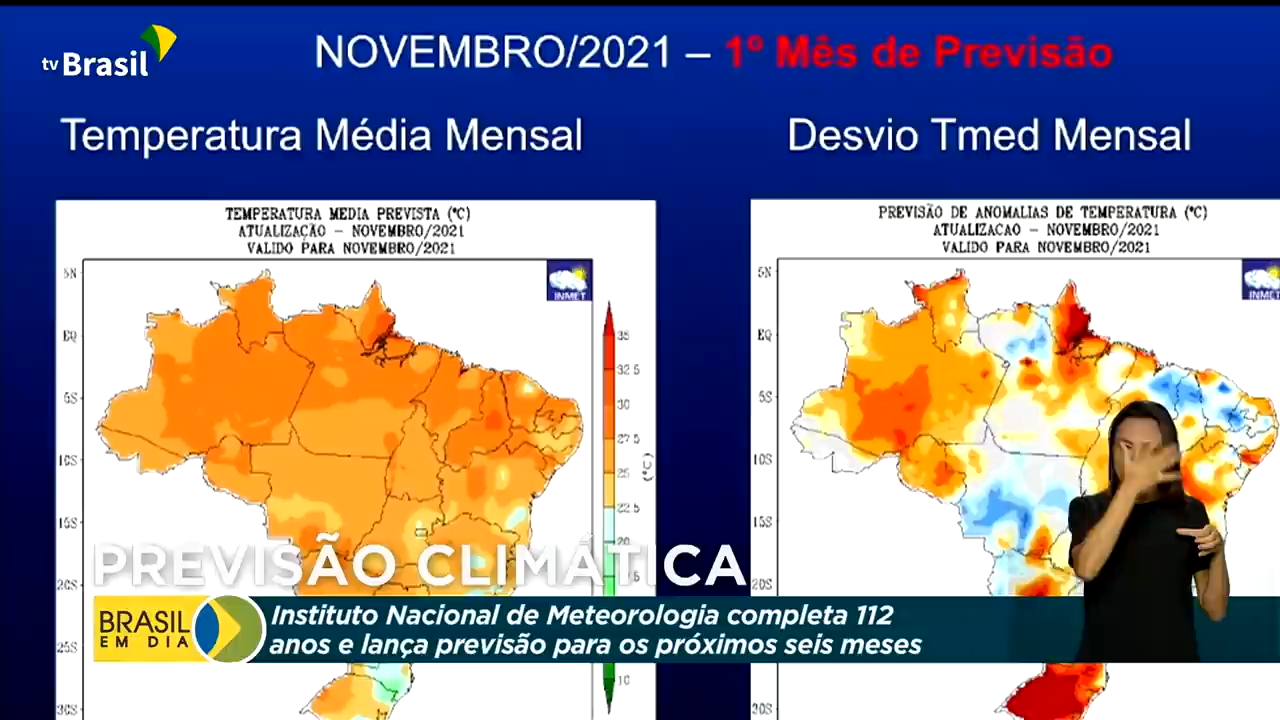 tv Brasil
NOVEMBRO/2021 – 1º Mês de Previsão
Temperatura Média Mensal
Desvio Tmed Mensal
TEMPERATURA MEDIA PREVISTA (°C)
ATUALIZAÇÃO – NOVEMBRO/2021
VALIDO PARA NOVEMBRO/2021
5N
EQ
5S
10S
15S
20S
25S
30S
INMET
35
32.5
30
27.5
25
22.5
20
10
(°C)
PREVISÃO DE ANOMALIAS DE TEMPERATURA (°C)
ATUALIZACAO – NOVEMBRO/2021
VALIDO PARA NOVEMBRO/2021
5N
EQ
5S
10S
15S
20S
INMET
PREVISÃO CLIMÁTICA
BRASIL
EM DIA
Instituto Nacional de Meteorologia completa 112
anos e lança previsão para os próximos seis meses